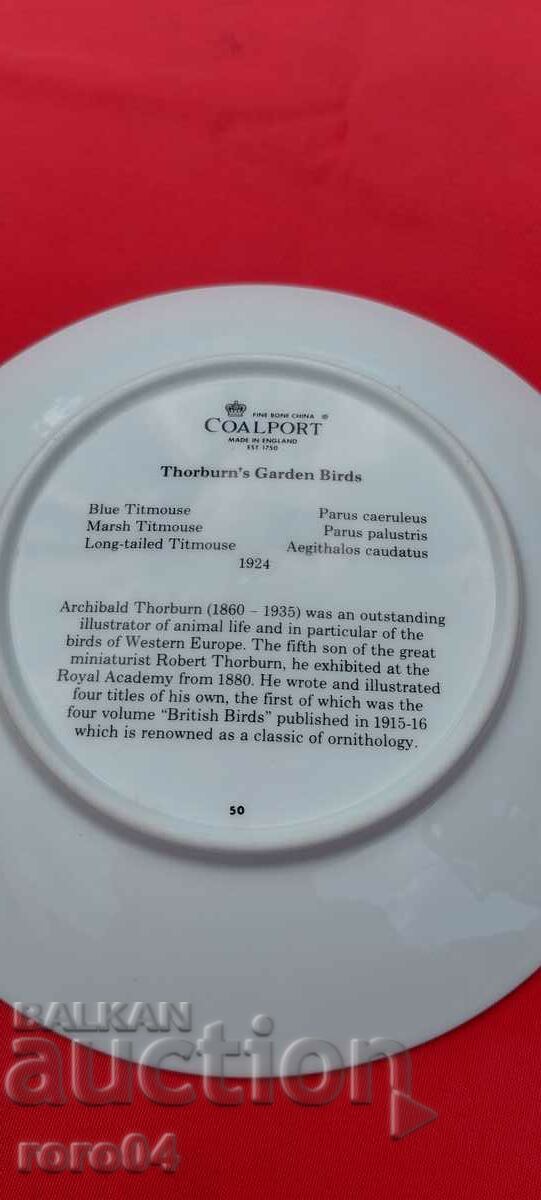 FINE BONE CHINA ®
COALPORT
MADE IN ENGLAND
EST 1750
Thorburn's Garden Birds
Blue Titmouse Parus caeruleus
Marsh Titmouse Parus palustris
Long-tailed Titmouse Aegithalos caudatus
1924
Archibald Thorburn (1860 – 1935) was an outstanding
illustrator of animal life and in particular of the
birds of Western Europe. The fifth son of the great
miniaturist Robert Thorburn, he exhibited at the
Royal Academy from 1880. He wrote and illustrated
four titles of his own, the first of which was the
four volume "British Birds" published in 1915-16
which is renowned as a classic of ornithology.
50
BALKAN
auction
roro04